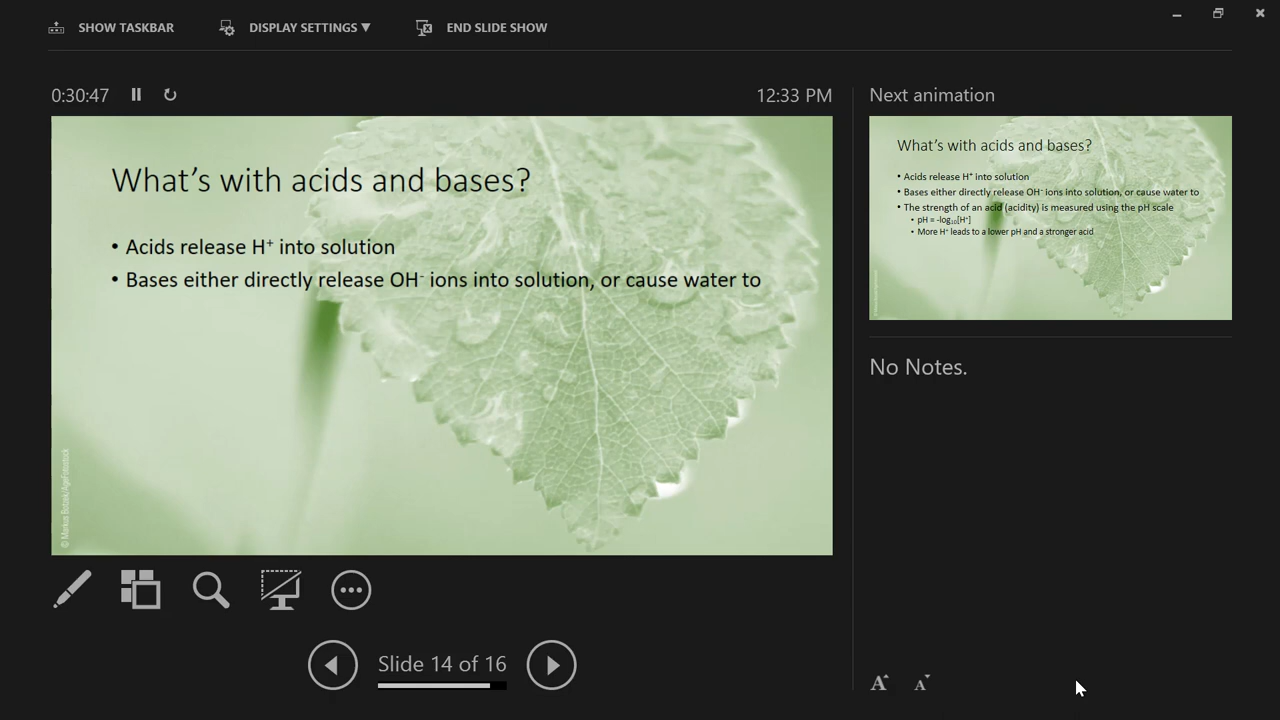 SHOW TASKBAR DISPLAY SETTINGS ▼ END SLIDE SHOW
0:30:47 12:33 PM
What's with acids and bases?
• Acids release H⁺ into solution
• Bases either directly release OH⁻ ions into solution, or cause water to
© Markus Botzek/AgeFotostock
Slide 14 of 16
Next animation
What's with acids and bases?
• Acids release H⁺ into solution
• Bases either directly release OH⁻ ions into solution, or cause water to
• The strength of an acid (acidity) is measured using the pH scale
• pH = -log₁₀[H⁺]
• More H⁺ leads to a lower pH and a stronger acid
No Notes.
A A